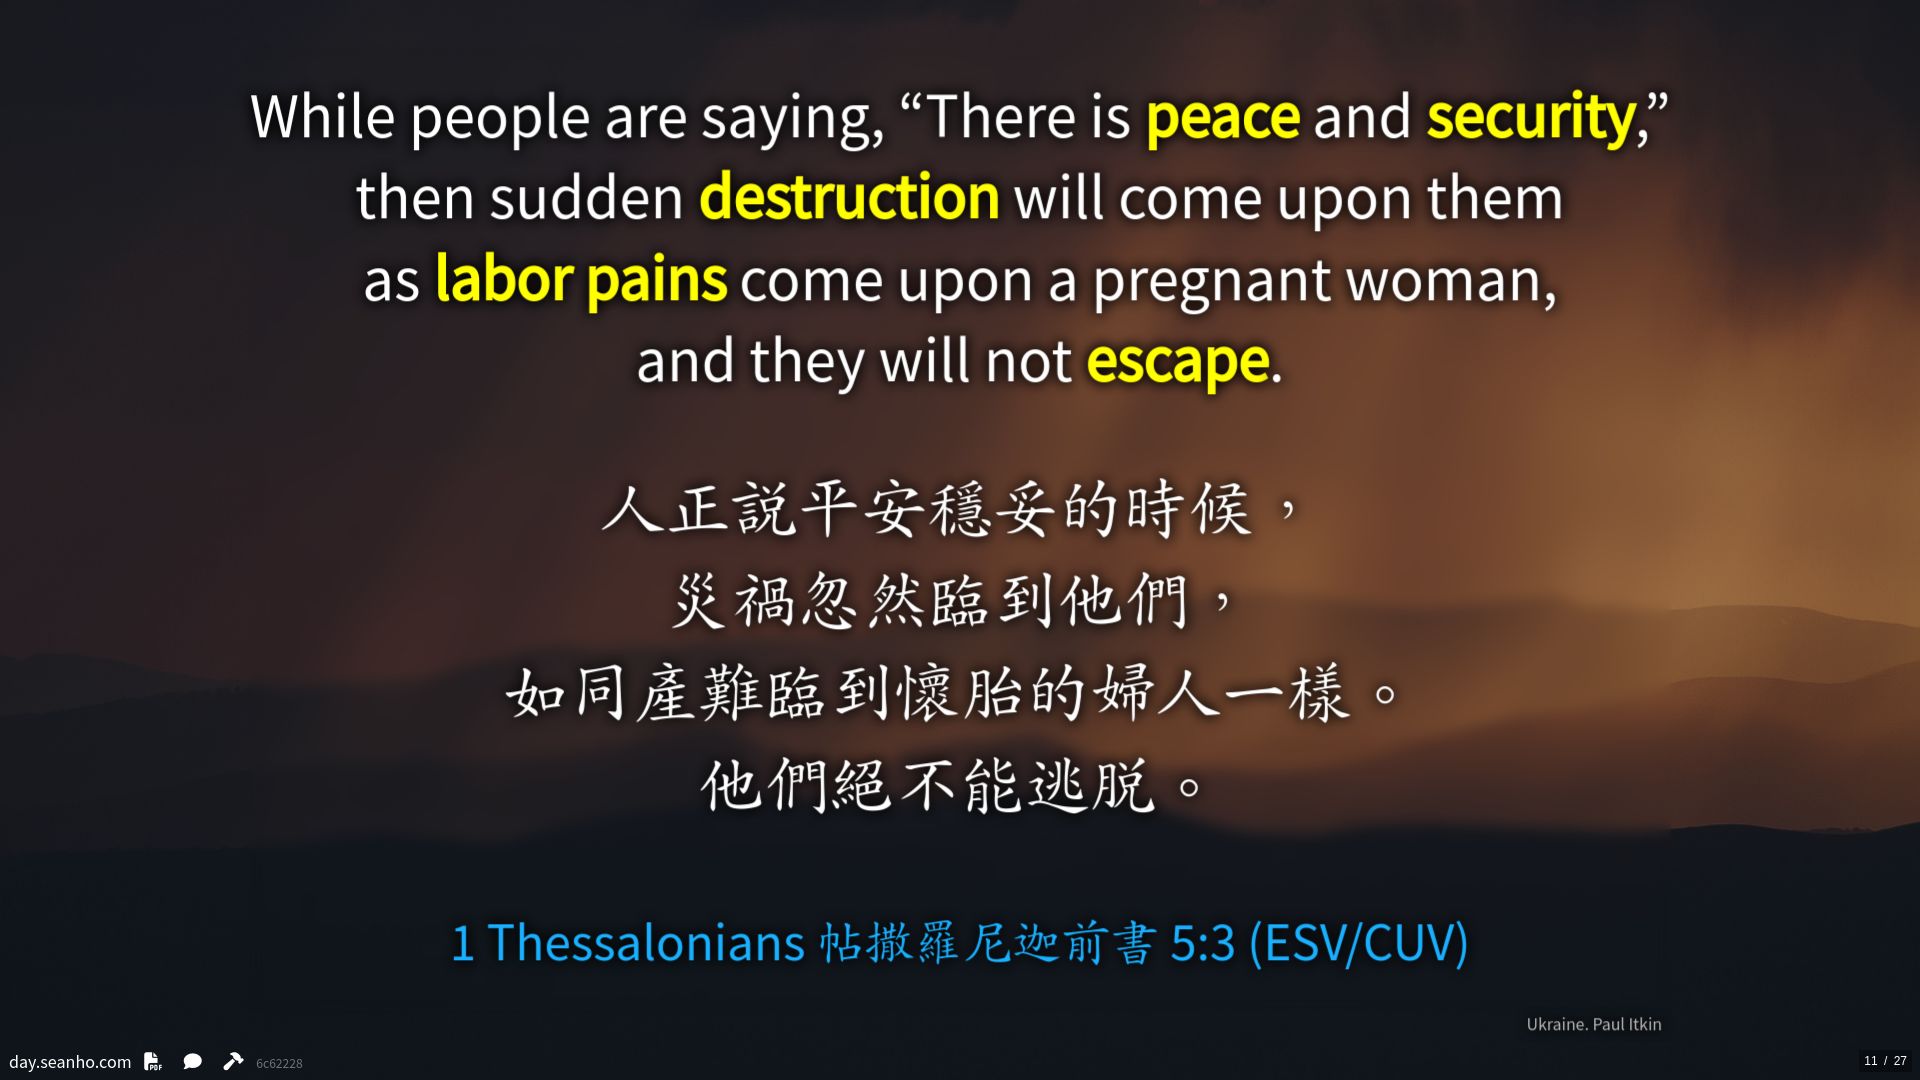 While people are saying, “There is peace and security,”
then sudden destruction will come upon them
as labor pains come upon a pregnant woman,
and they will not escape.
人正説平安穩妥的時候，
災禍忽然臨到他們，
如同產難臨到懷胎的婦人一樣。
他們絕不能逃脱。
1 Thessalonians 帖撒羅尼迦前書 5:3 (ESV/CUV)
Ukraine. Paul Itkin
day.seanho.com PDF 6c62228
11 / 27